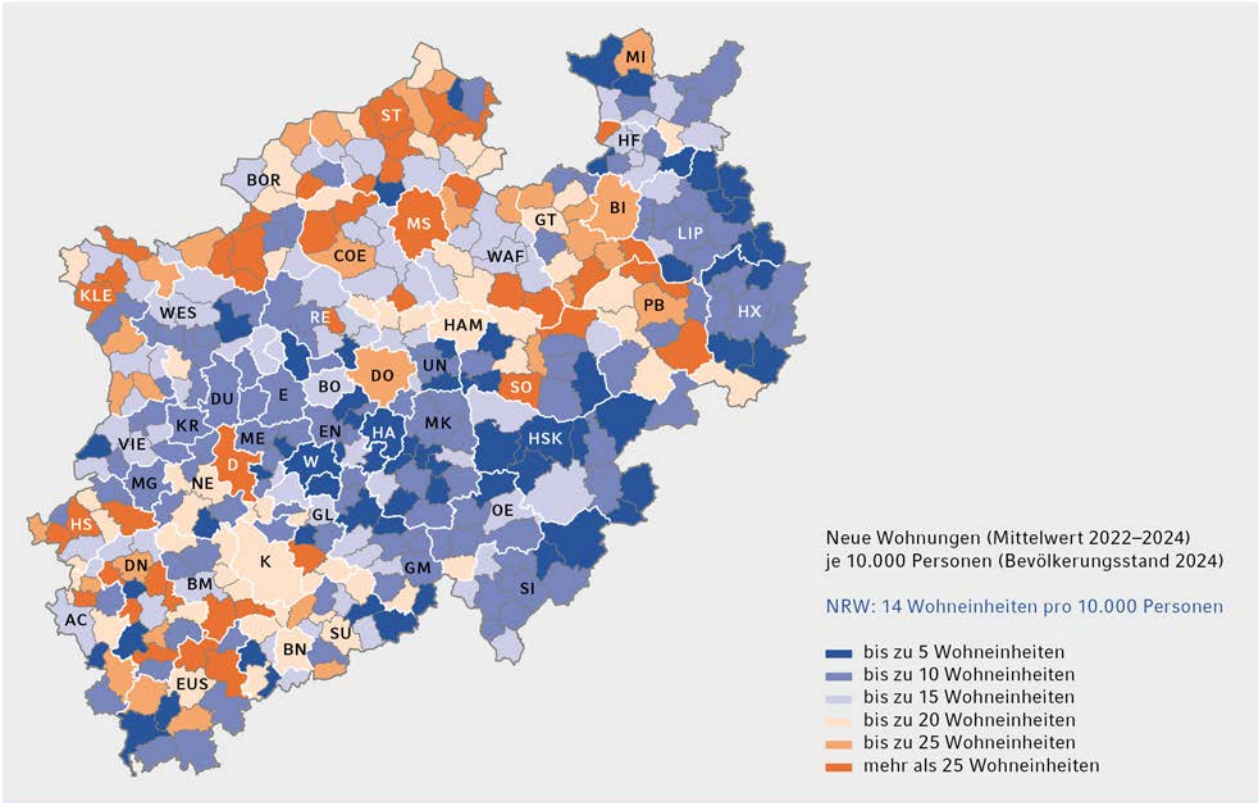 MI
ST
HF
BOR
MS
GT
BI
COE
WAF
LIP
KLE
WES
RE
HAM
PB
HX
DO
UN
SO
DU
E
BO
KR
ME
EN
HA
MK
HSK
VIE
D
W
MG
NE
HS
GL
OE
DN
K
BM
GM
SI
AC
SU
BN
EUS
Neue Wohnungen (Mittelwert 2022–2024)
je 10.000 Personen (Bevölkerungsstand 2024)
NRW: 14 Wohneinheiten pro 10.000 Personen
bis zu 5 Wohneinheiten
bis zu 10 Wohneinheiten
bis zu 15 Wohneinheiten
bis zu 20 Wohneinheiten
bis zu 25 Wohneinheiten
mehr als 25 Wohneinheiten